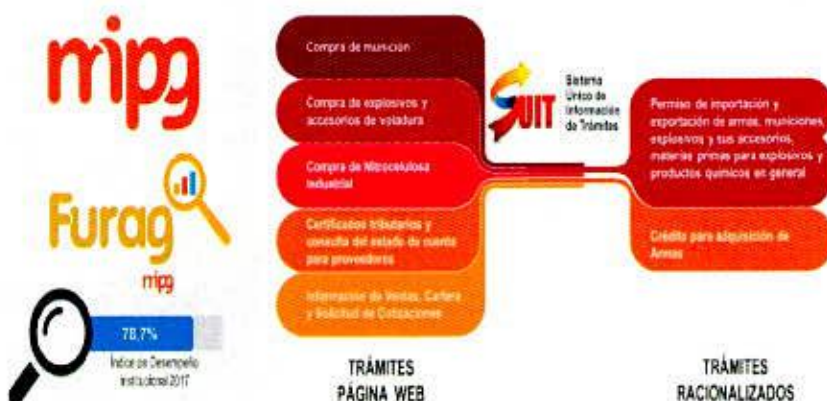 mipg
Furag
mipg
78,7%
Índice de Desempeño
Institucional 2017
Compra de munición
Compra de explosivos y
accesorios de voladura
Compra de Nitrocelulosa
Industrial
Certificados tributarios y
consulta del estado de cuenta
para proveedores
Información de Ventas, Cartera
y Solicitud de Cotizaciones
TRÁMITES
PÁGINA WEB
SUIT
Sistema
Único de
Información
de Trámites
Permiso de importación y
exportación de armas, municiones,
explosivos y sus accesorios,
materias primas para explosivos y
productos químicos en general
Crédito para adquisición de
Armas
TRÁMITES
RACIONALIZADOS